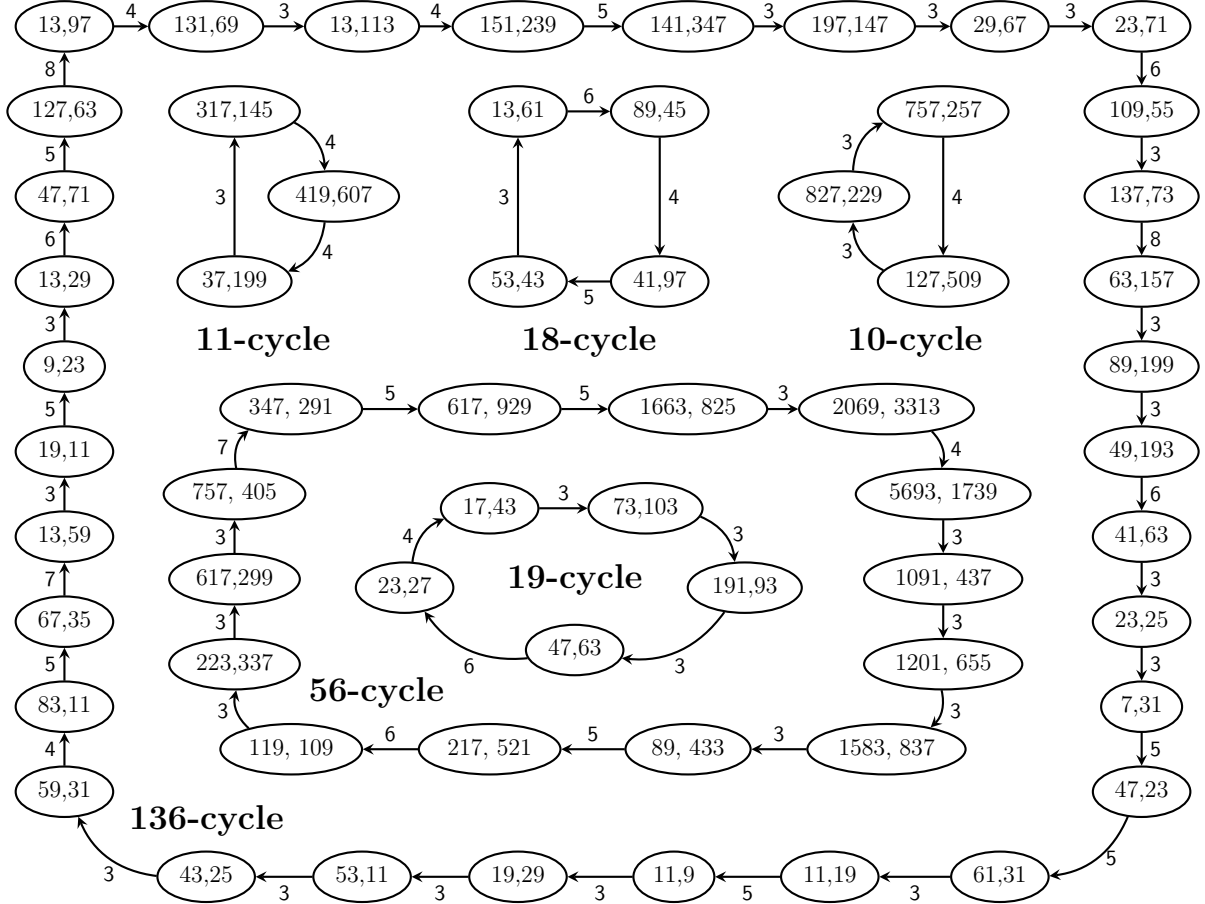 13,97 4 131,69 3 13,113 4 151,239 5 141,347 3 197,147 3 29,67 3 23,71
8 6
127,63 317,145 13,61 6 89,45 757,257 109,55
5 4 3 3
47,71 3 419,607 3 4 827,229 4 137,73
6 4 3 8
13,29 37,199 53,43 5 41,97 127,509 63,157
3 11-cycle 18-cycle 10-cycle 3
9,23 89,199
5 347, 291 5 617, 929 5 1663, 825 3 2069, 3313 3
19,11 7 4 49,193
3 757, 405 17,43 3 73,103 5693, 1739 6
13,59 3 4 3 3 41,63
7 617,299 23,27 19-cycle 191,93 1091, 437 3
67,35 3 3 23,25
5 223,337 6 47,63 3 1201, 655 3
83,11 3 56-cycle 3 7,31
4 119, 109 6 217, 521 5 89, 433 3 1583, 837 5
59,31 47,23
136-cycle
3 43,25 3 53,11 3 19,29 3 11,9 5 11,19 3 61,31 5